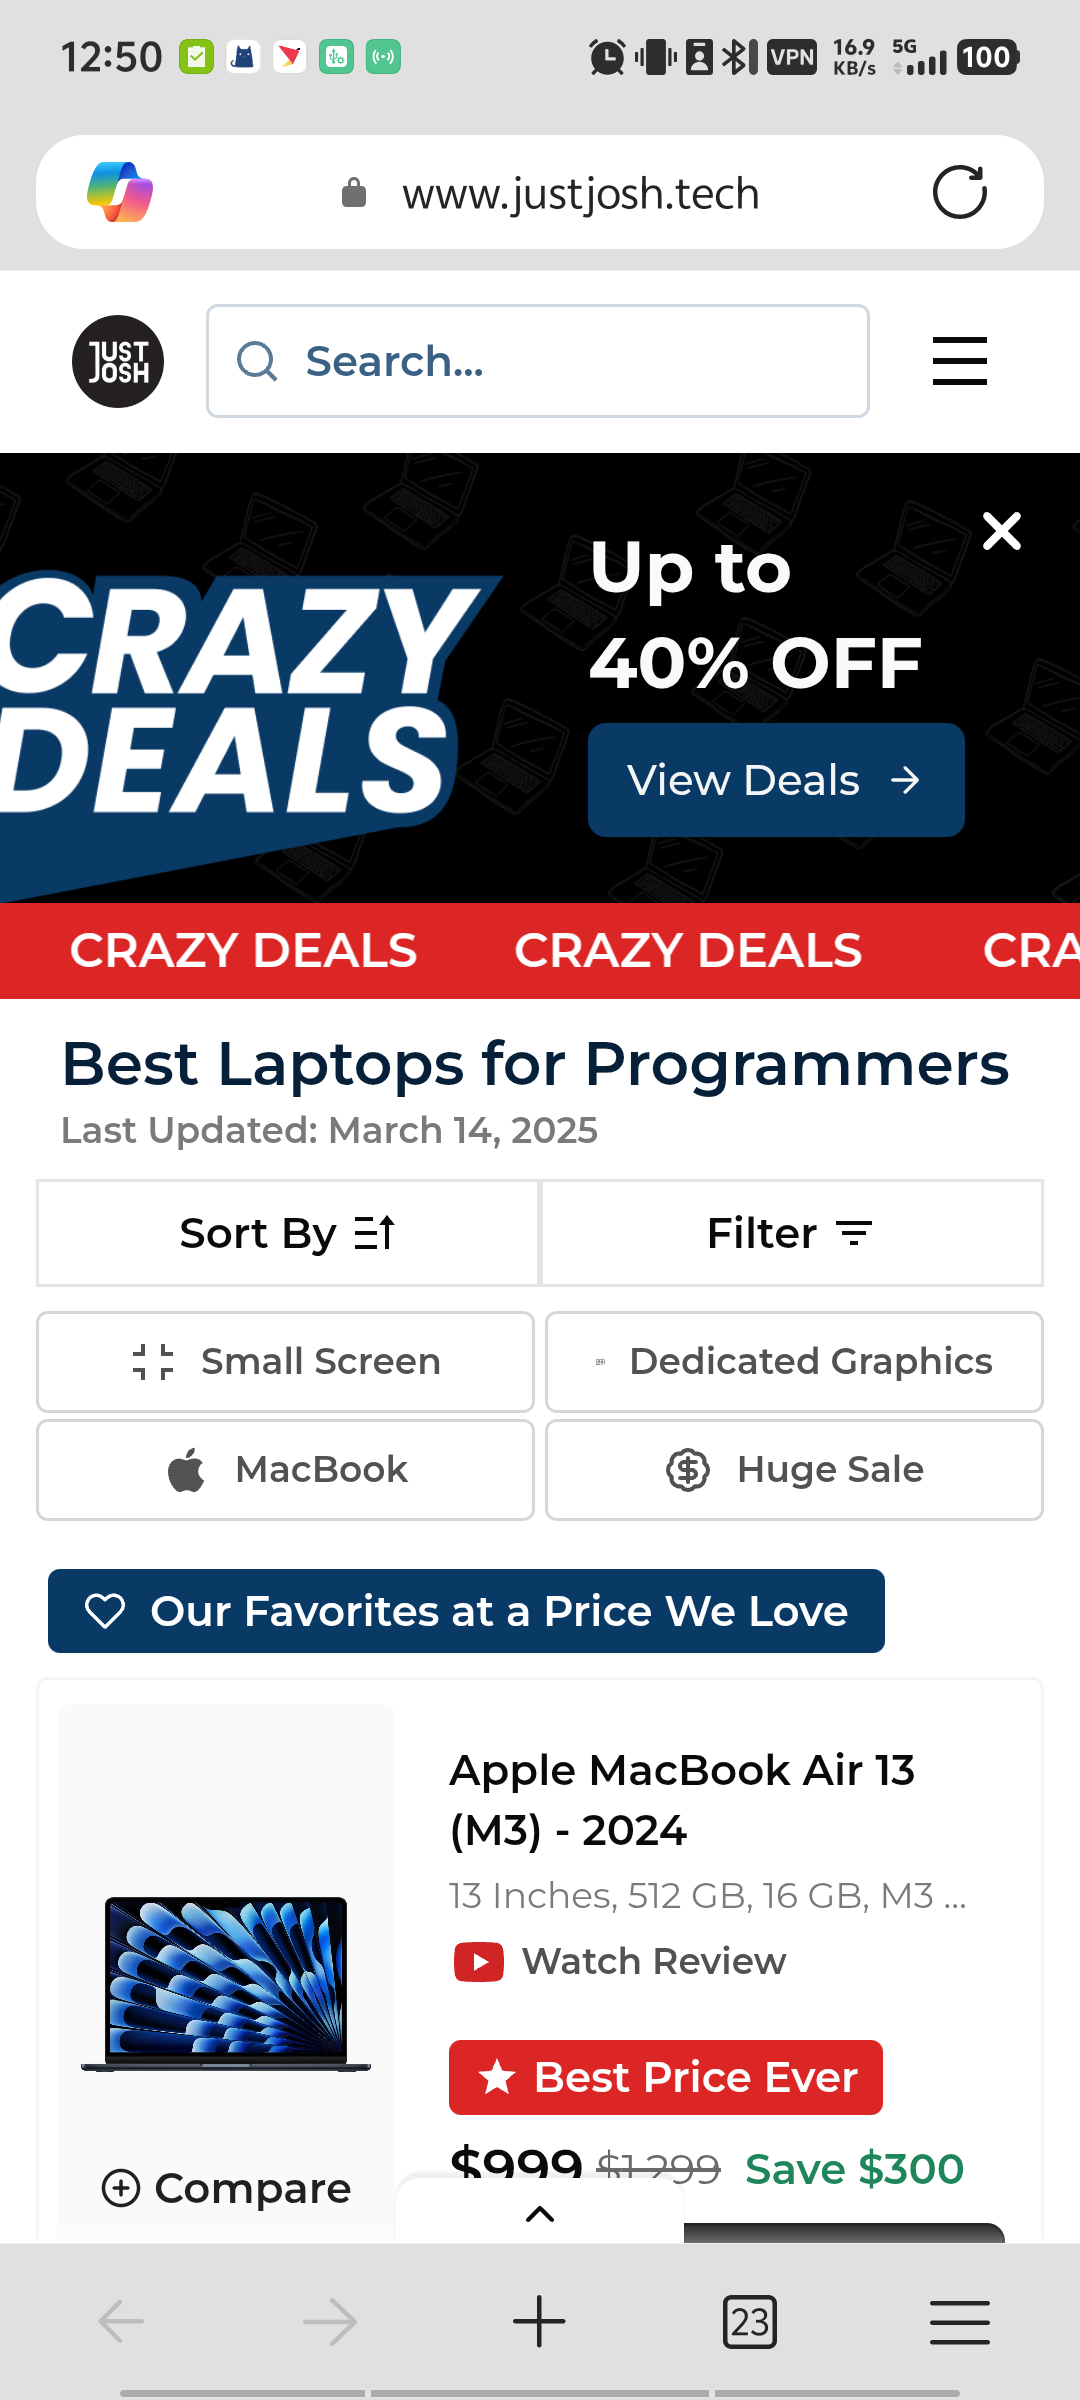 12:50
VPN
16.9
KB/s
5G
100
www.justjosh.tech
JUST
JOSH
Search...
CRAZY
DEALS
Up to
40% OFF
View Deals
CRAZY DEALS CRAZY DEALS CRA
Best Laptops for Programmers
Last Updated: March 14, 2025
Sort By
Filter
Small Screen
Dedicated Graphics
MacBook
Huge Sale
Our Favorites at a Price We Love
Apple MacBook Air 13
(M3) - 2024
13 Inches, 512 GB, 16 GB, M3 ...
Watch Review
Best Price Ever
$999 $1,299 Save $300
Compare
23